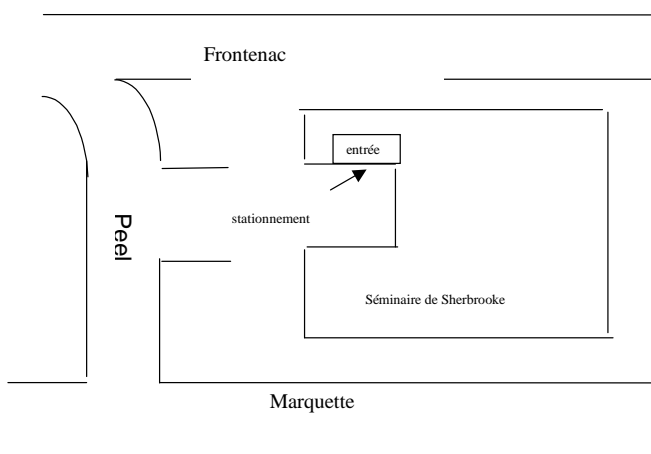 Frontenac
entrée
Peel
stationnement
Séminaire de Sherbrooke
Marquette